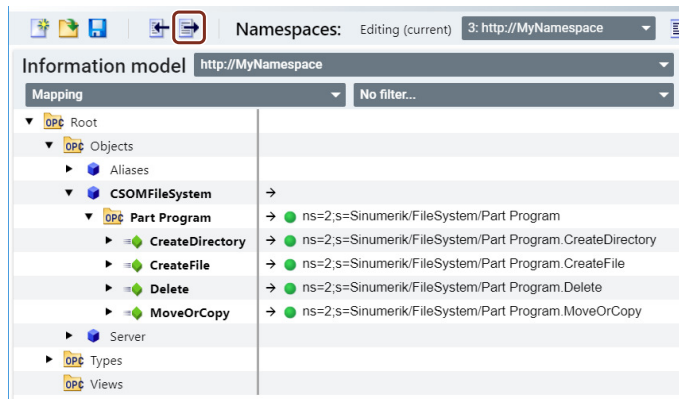 Namespaces: Editing (current) 3: http://MyNamespace
Information model http://MyNamespace
Mapping No filter...
OPC Root
OPC Objects
Aliases
CSOMFileSystem →
OPC Part Program → ns=2;s=Sinumerik/FileSystem/Part Program
CreateDirectory → ns=2;s=Sinumerik/FileSystem/Part Program.CreateDirectory
CreateFile → ns=2;s=Sinumerik/FileSystem/Part Program.CreateFile
Delete → ns=2;s=Sinumerik/FileSystem/Part Program.Delete
MoveOrCopy → ns=2;s=Sinumerik/FileSystem/Part Program.MoveOrCopy
Server
OPC Types
OPC Views